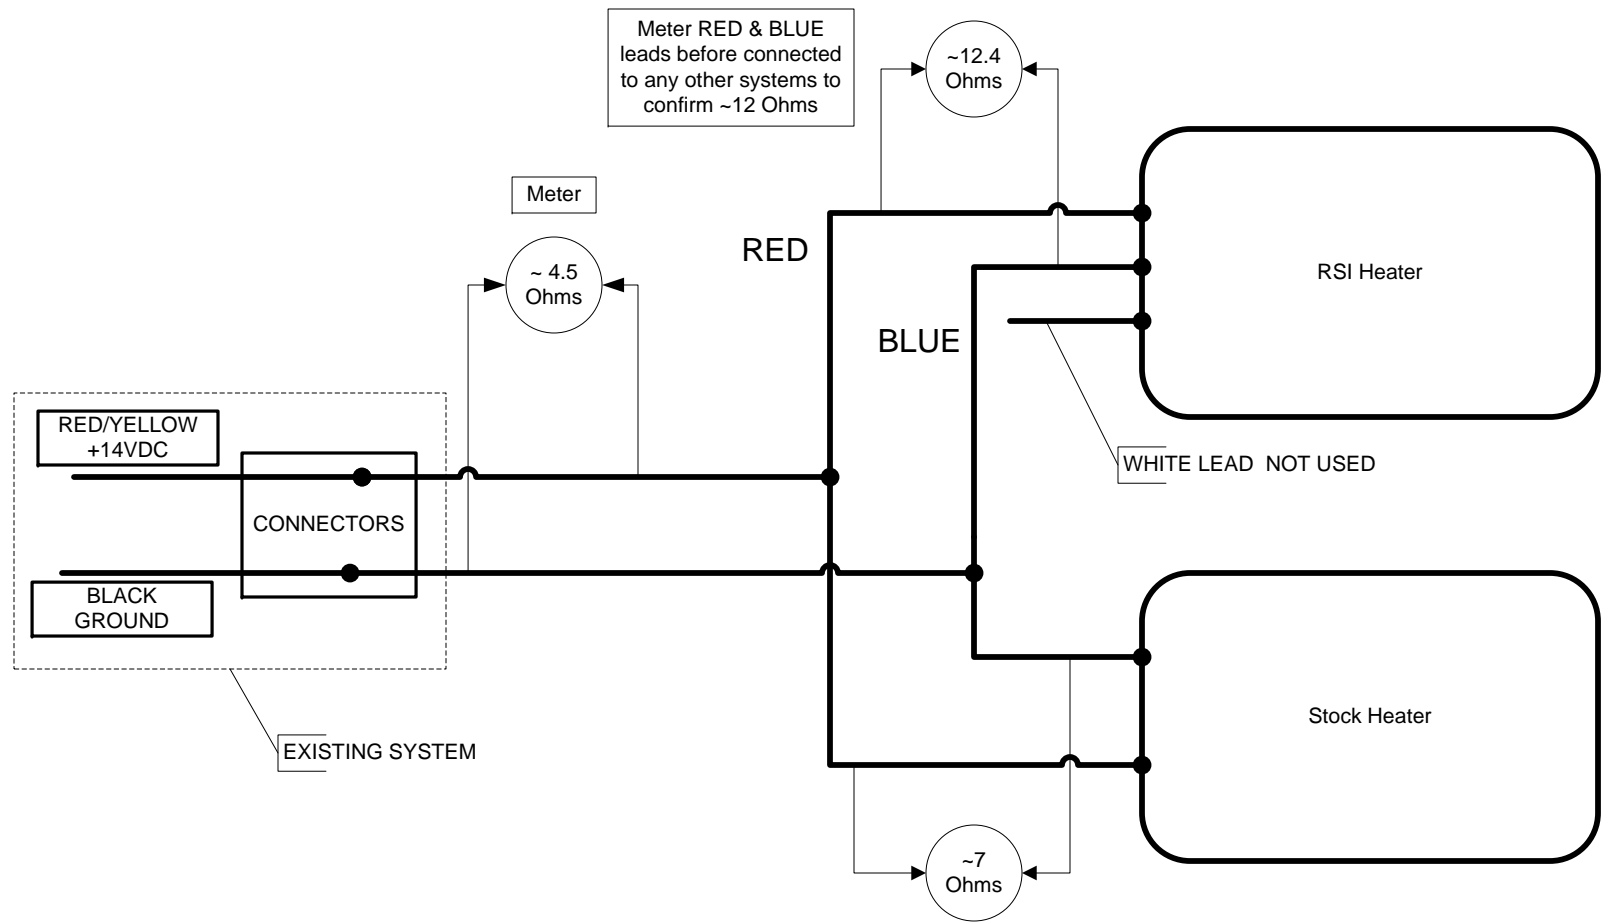 Meter RED & BLUE
leads before connected
to any other systems to
confirm ~12 Ohms
~12.4
Ohms
Meter
~ 4.5
Ohms
RED
BLUE
RSI Heater
RED/YELLOW
+14VDC
CONNECTORS
BLACK
GROUND
WHITE LEAD  NOT USED
EXISTING SYSTEM
Stock Heater
~7
Ohms